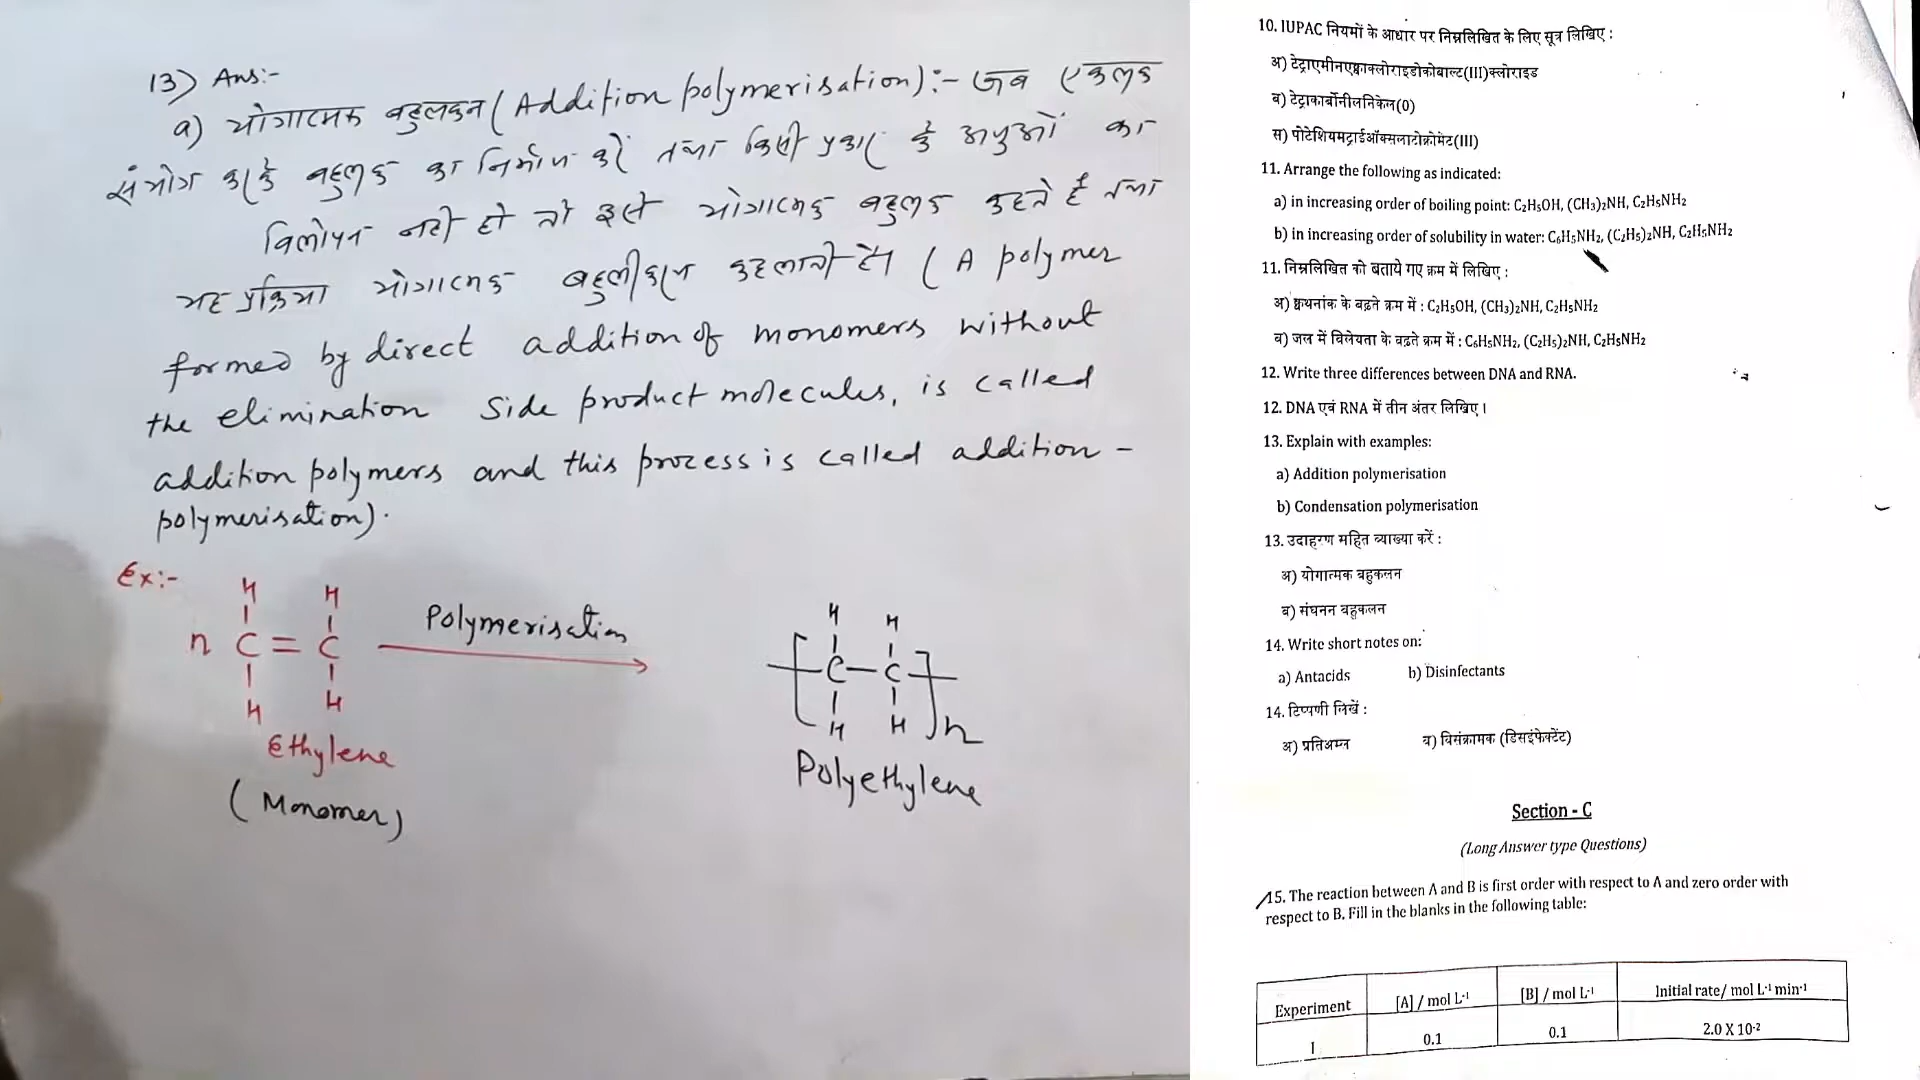 13) Ans:-
a) योगात्मक बहुलकन (Addition polymerisation):- जब एकलक
संयोग करके बहुलक का निर्माण करें तथा किसी प्रकार के अणुओं का
विलोपन नही हो तो इसे योगात्मक बहुलक कहते हैं तथा
यह प्रक्रिया योगात्मक बहुलीकरण कहलाती है। (A polymer
formed by direct addition of monomers without
the elimination side product molecules, is called
addition polymers and this process is called addition -
polymerisation).
Ex:-
H H
n C = C
H H
Polymerisation
Ethylene
(Monomer)
H H
[C-C]n
H H
Polyethylene
10. IUPAC नियमों के आधार पर निम्नलिखित के लिए सूत्र लिखिए :
अ) टेट्राएमीनएक्वाक्लोराइडोकोबाल्ट(III)क्लोराइड
ब) टेट्राकार्बोनीलनिकेल(0)
स) पोटेशियमट्राईऑक्सलाटोक्रोमेट(III)
11. Arrange the following as indicated:
a) in increasing order of boiling point: C₂H₅OH, (CH₃)₂NH, C₂H₅NH₂
b) in increasing order of solubility in water: C₆H₅NH₂, (C₂H₅)₂NH, C₂H₅NH₂
11. निम्नलिखित को बताये गए क्रम में लिखिए :
अ) क्वथनांक के बढ़ते क्रम में : C₂H₅OH, (CH₃)₂NH, C₂H₅NH₂
ब) जल में विलेयता के बढ़ते क्रम में : C₆H₅NH₂, (C₂H₅)₂NH, C₂H₅NH₂
12. Write three differences between DNA and RNA.
12. DNA एवं RNA में तीन अंतर लिखिए।
13. Explain with examples:
a) Addition polymerisation
b) Condensation polymerisation
13. उदाहरण सहित व्याख्या करें :
अ) योगात्मक बहुकलन
ब) संघनन बहुकलन
14. Write short notes on:
a) Antacids b) Disinfectants
14. टिप्पणी लिखें :
अ) प्रतिअम्ल ब) विसंक्रामक (डिसइंफेक्टेंट)
Section - C
(Long Answer type Questions)
15. The reaction between A and B is first order with respect to A and zero order with
respect to B. Fill in the blanks in the following table:
Experiment [A] / mol L⁻¹ [B] / mol L⁻¹ Initial rate/ mol L⁻¹ min⁻¹
I 0.1 0.1 2.0 X 10⁻²